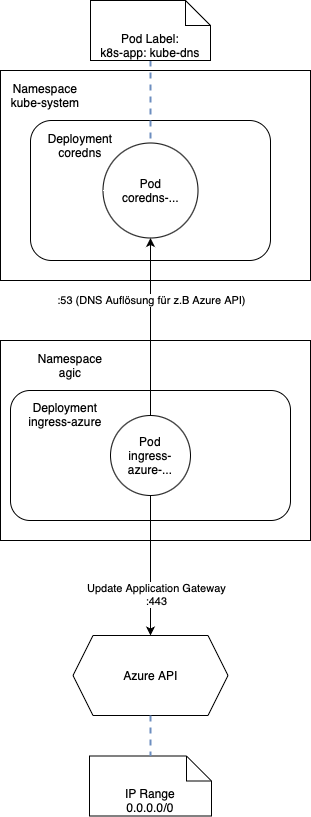 Pod Label:
k8s-app: kube-dns
Namespace
kube-system
Deployment
coredns
Pod
coredns-...
:53 (DNS Auflösung für z.B Azure API)
Namespace
agic
Deployment
ingress-azure
Pod
ingress-
azure-...
Update Application Gateway
:443
Azure API
IP Range
0.0.0.0/0